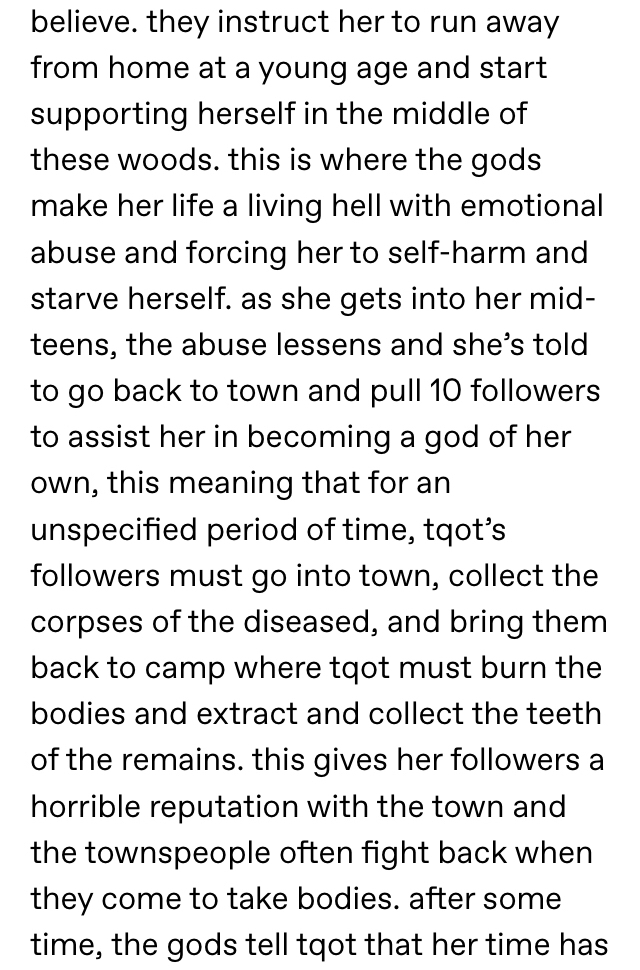 believe. they instruct her to run away
from home at a young age and start
supporting herself in the middle of
these woods. this is where the gods
make her life a living hell with emotional
abuse and forcing her to self-harm and
starve herself. as she gets into her mid-
teens, the abuse lessens and she’s told
to go back to town and pull 10 followers
to assist her in becoming a god of her
own, this meaning that for an
unspecified period of time, tqot’s
followers must go into town, collect the
corpses of the diseased, and bring them
back to camp where tqot must burn the
bodies and extract and collect the teeth
of the remains. this gives her followers a
horrible reputation with the town and
the townspeople often fight back when
they come to take bodies. after some
time, the gods tell tqot that her time has